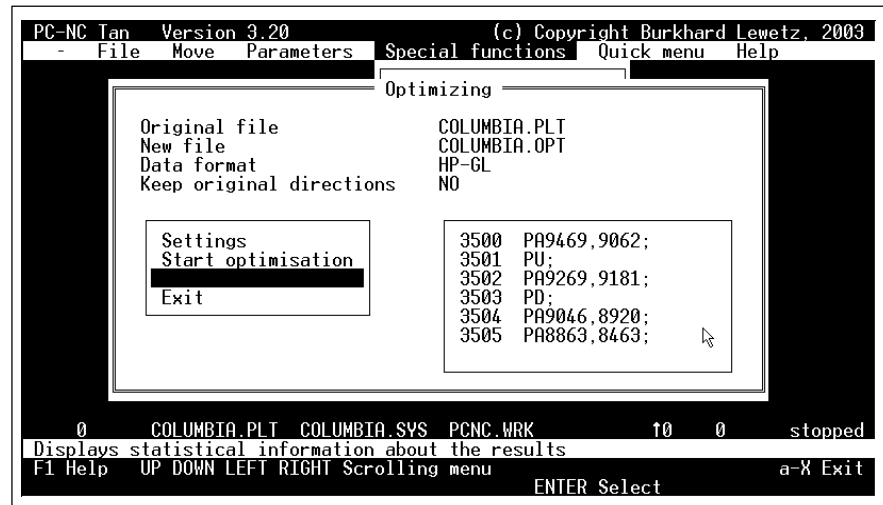 PC-NC Tan Version 3.20 (c) Copyright Burkhard Lewetz, 2003
- File Move Parameters Special functions Quick menu Help
Optimizing
Original file COLUMBIA.PLT
New file COLUMBIA.OPT
Data format HP-GL
Keep original directions NO
Settings
Start optimisation
Exit
3500 PA9469,9062;
3501 PU;
3502 PA9269,9181;
3503 PD;
3504 PA9046,8920;
3505 PA8863,8463;
0 COLUMBIA.PLT COLUMBIA.SYS PCNC.WRK ↑0 0 stopped
Displays statistical information about the results
F1 Help UP DOWN LEFT RIGHT Scrolling menu a-X Exit
ENTER Select